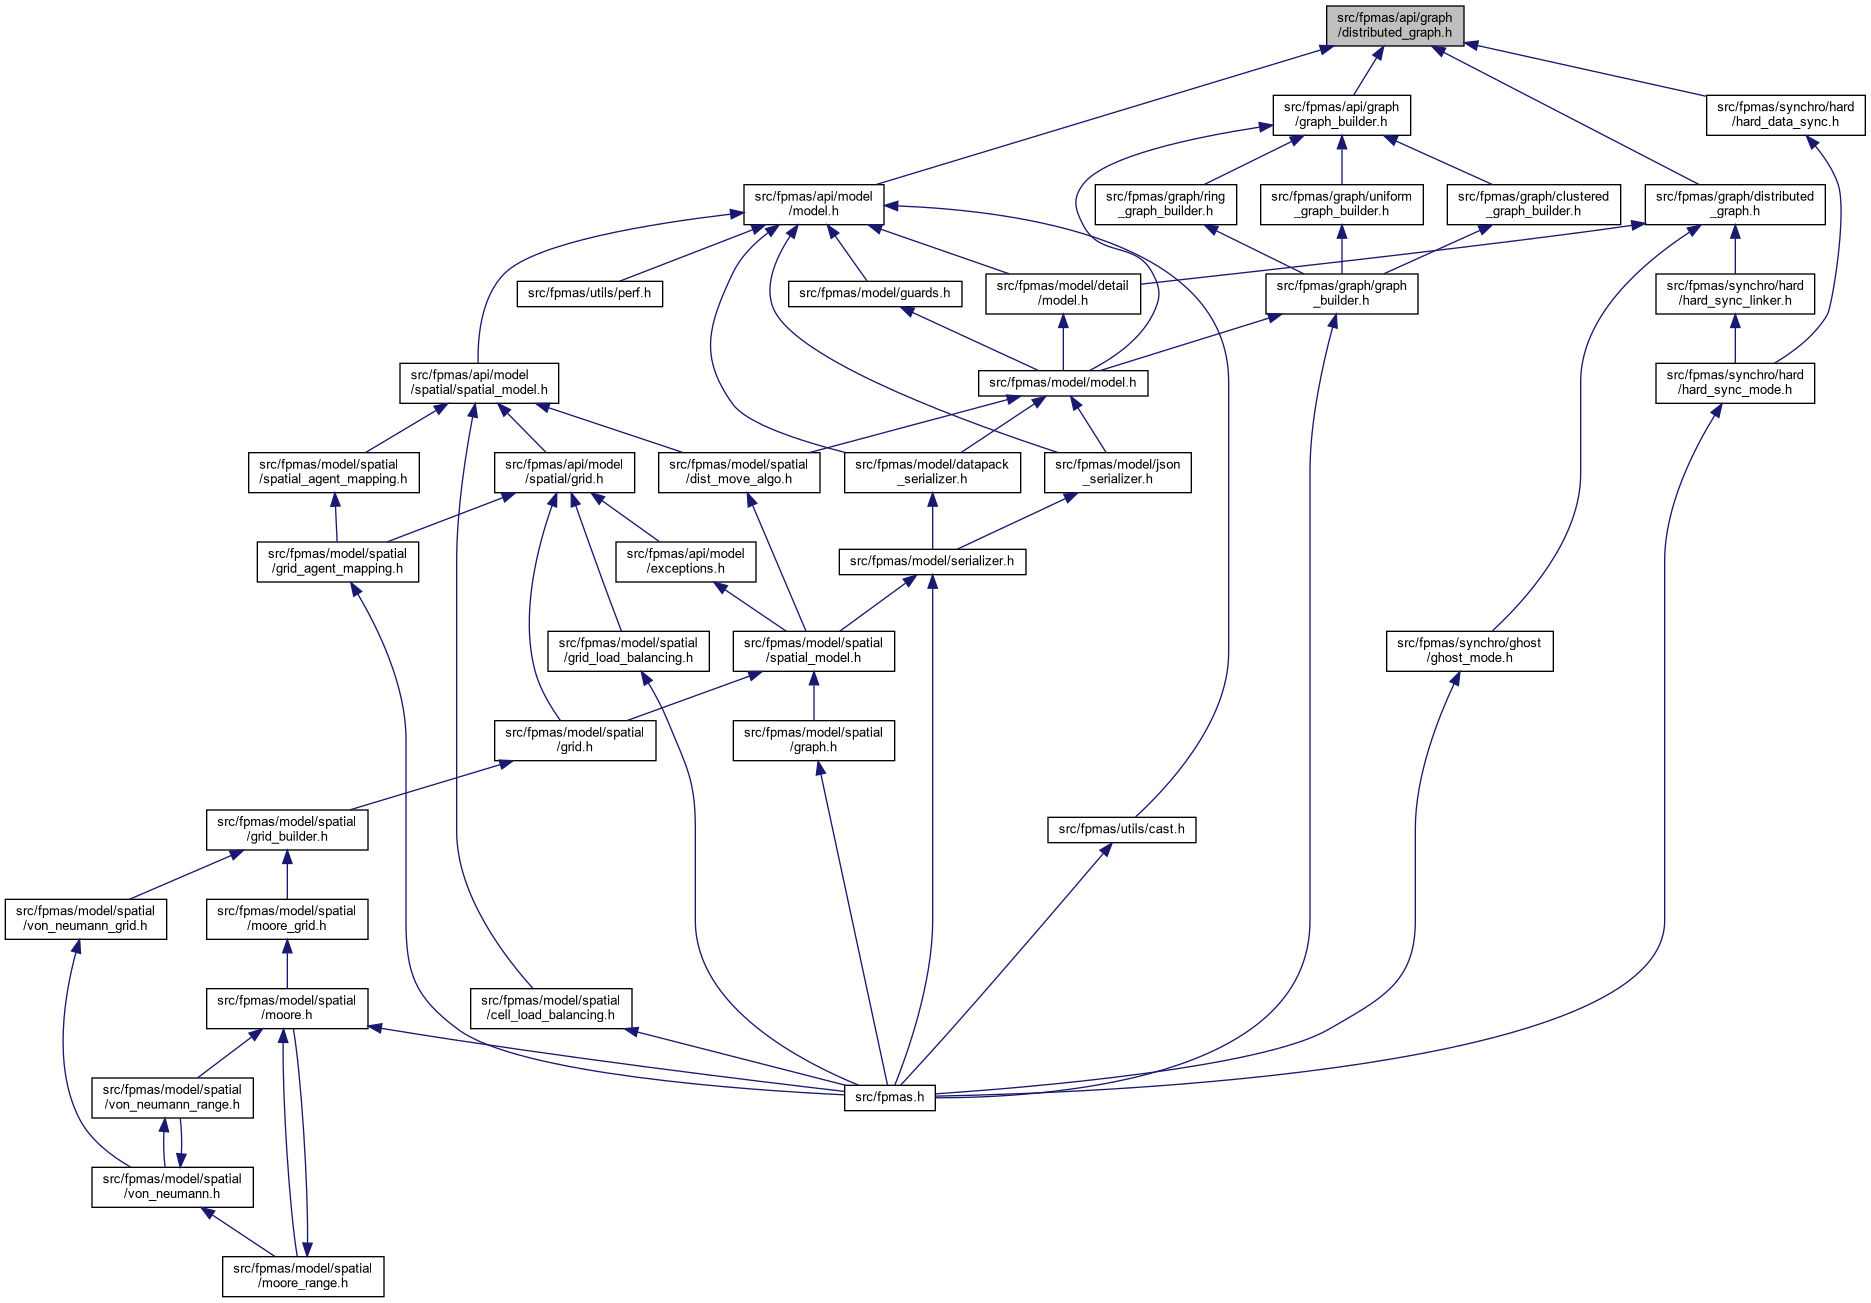 src/fpmas/api/graph
/distributed_graph.h
src/fpmas/api/graph
/graph_builder.h
src/fpmas/synchro/hard
/hard_data_sync.h
src/fpmas/api/model
/model.h
src/fpmas/graph/ring
_graph_builder.h
src/fpmas/graph/uniform
_graph_builder.h
src/fpmas/graph/clustered
_graph_builder.h
src/fpmas/graph/distributed
_graph.h
src/fpmas/utils/perf.h
src/fpmas/model/guards.h
src/fpmas/model/detail
/model.h
src/fpmas/graph/graph
_builder.h
src/fpmas/synchro/hard
/hard_sync_linker.h
src/fpmas/api/model
/spatial/spatial_model.h
src/fpmas/model/model.h
src/fpmas/synchro/hard
/hard_sync_mode.h
src/fpmas/model/spatial
/spatial_agent_mapping.h
src/fpmas/api/model
/spatial/grid.h
src/fpmas/model/spatial
/dist_move_algo.h
src/fpmas/model/datapack
_serializer.h
src/fpmas/model/json
_serializer.h
src/fpmas/model/spatial
/grid_agent_mapping.h
src/fpmas/api/model
/exceptions.h
src/fpmas/model/serializer.h
src/fpmas/model/spatial
/grid_load_balancing.h
src/fpmas/model/spatial
/spatial_model.h
src/fpmas/synchro/ghost
/ghost_mode.h
src/fpmas/model/spatial
/grid.h
src/fpmas/model/spatial
/graph.h
src/fpmas/model/spatial
/grid_builder.h
src/fpmas/utils/cast.h
src/fpmas/model/spatial
/von_neumann_grid.h
src/fpmas/model/spatial
/moore_grid.h
src/fpmas/model/spatial
/moore.h
src/fpmas/model/spatial
/cell_load_balancing.h
src/fpmas/model/spatial
/von_neumann_range.h
src/fpmas.h
src/fpmas/model/spatial
/von_neumann.h
src/fpmas/model/spatial
/moore_range.h